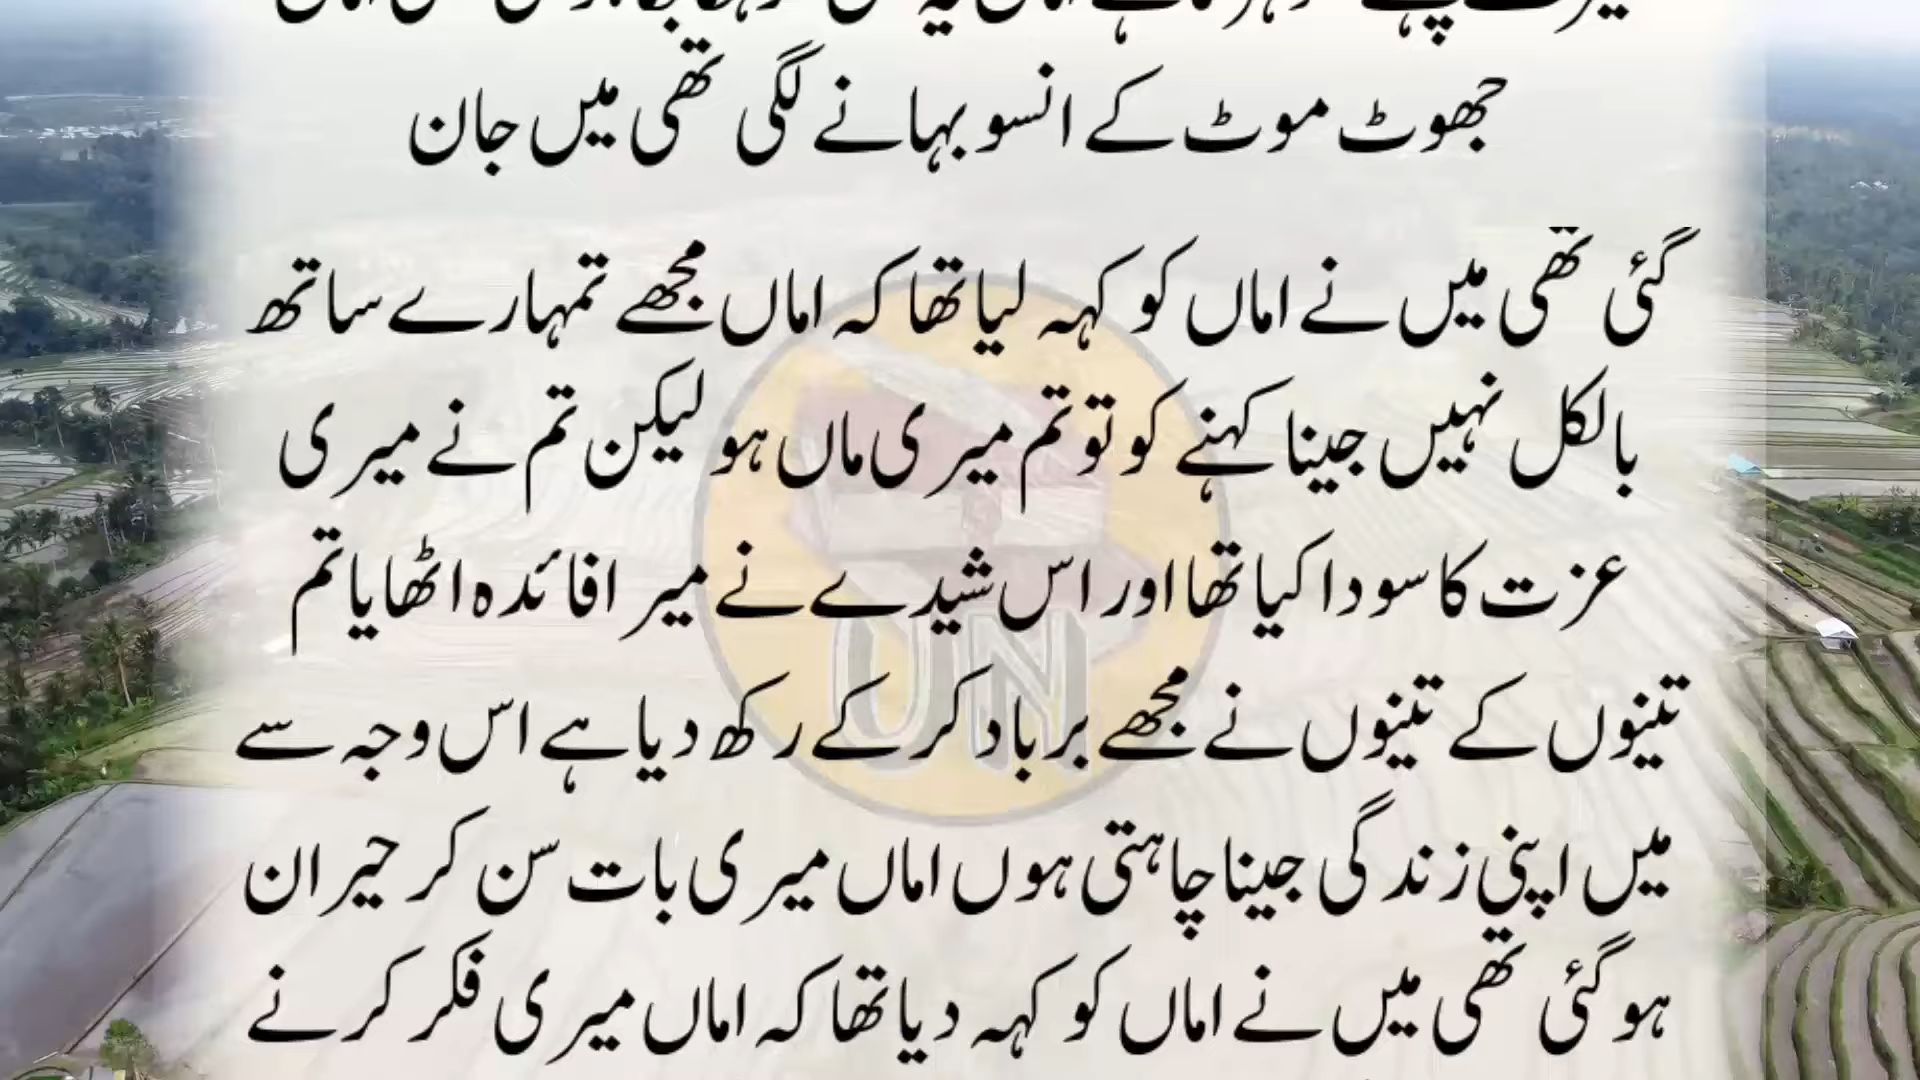 جھوٹ موٹ کے انسو بہانے لگی تھی میں جان
گئی تھی میں نے اماں کو کہہ لیا تھا کہ اماں مجھے تمہارے ساتھ
بالکل نہیں جینا کہنے کو تو تم میری ماں ہو لیکن تم نے میری
عزت کا سودا کیا تھا اور اس شیدے نے میرا فائدہ اٹھایا تم
تینوں کے تینوں نے مجھے برباد کر کے رکھ دیا ہے اس وجہ سے
میں اپنی زندگی جینا چاہتی ہوں اماں میری بات سن کر حیران
ہو گئی تھی میں نے اماں کو کہہ دیا تھا کہ اماں میری فکر کرنے
UN